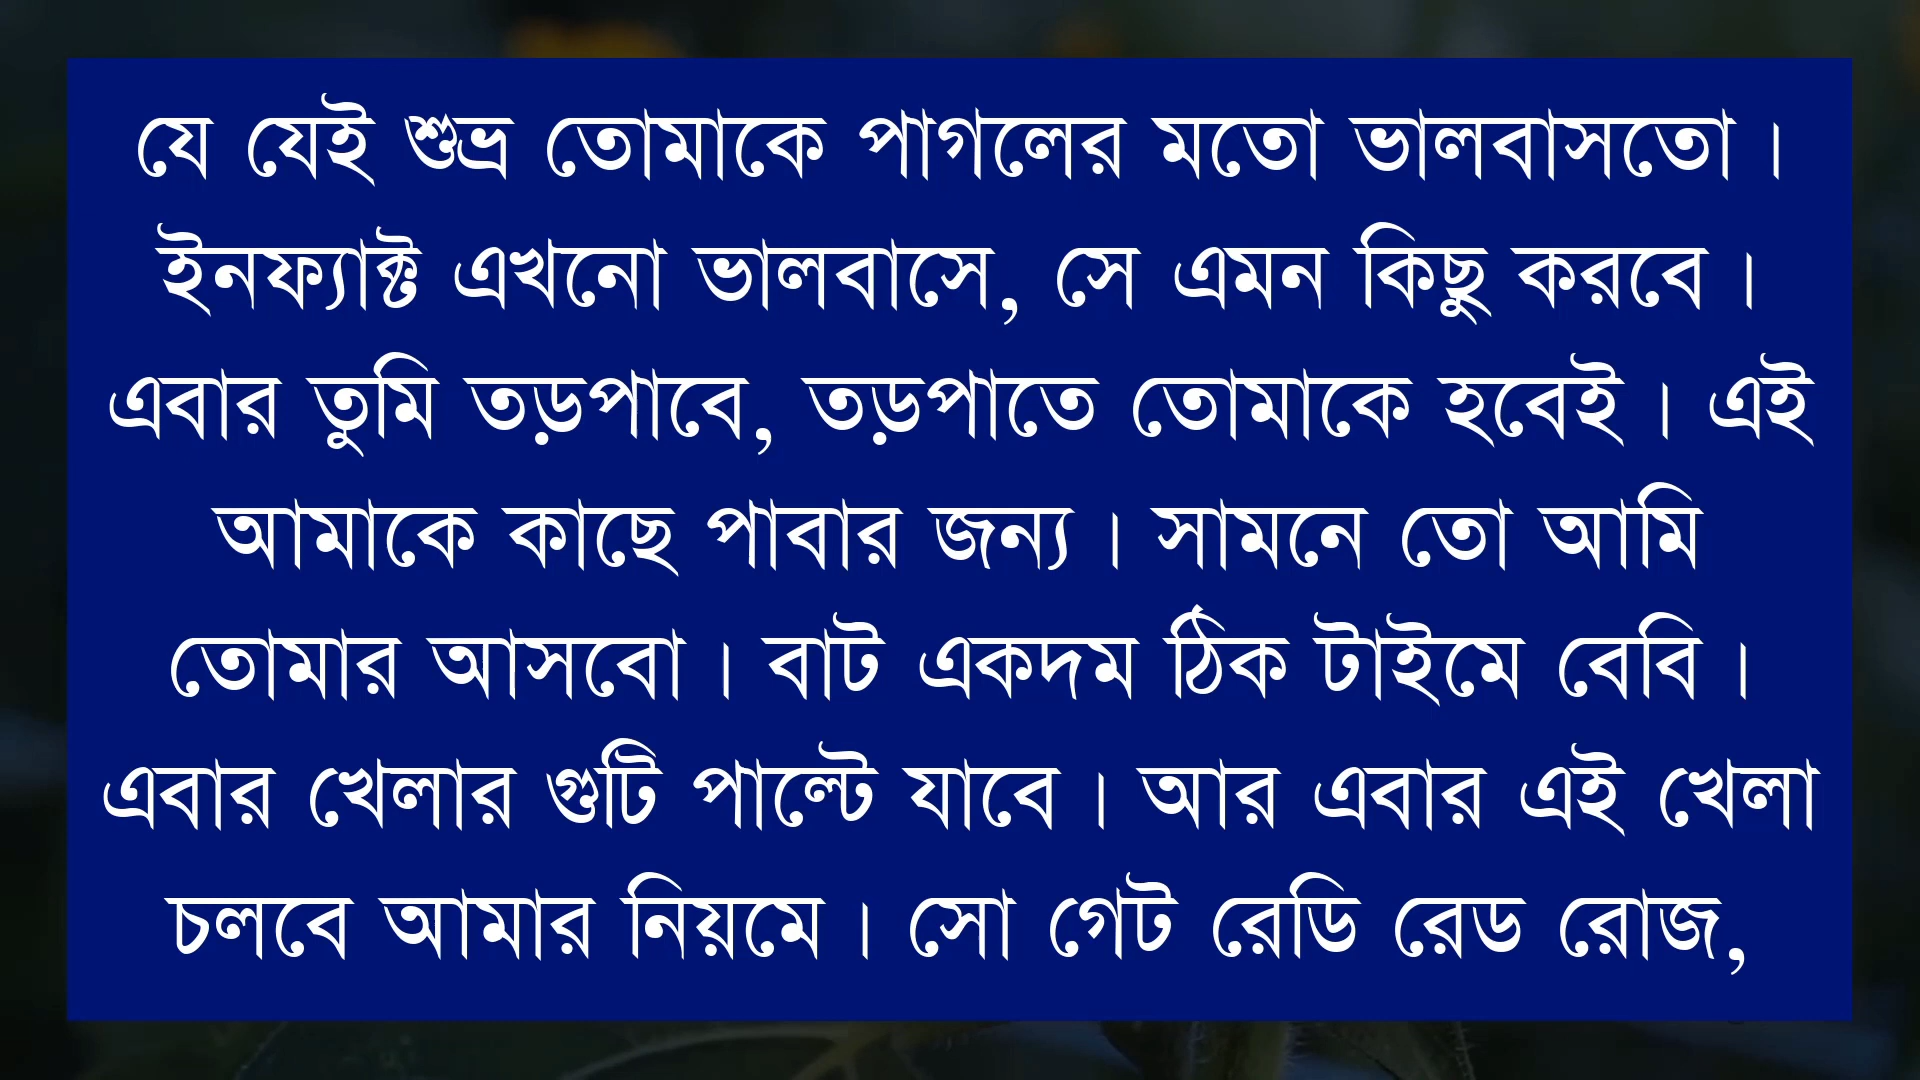 যে যেই শুভ্র তোমাকে পাগলের মতো ভালবাসতো।
ইনফ্যাক্ট এখনো ভালবাসে, সে এমন কিছু করবে।
এবার তুমি তড়পাবে, তড়পাতে তোমাকে হবেই। এই
আমাকে কাছে পাবার জন্য। সামনে তো আমি
তোমার আসবো। বাট একদম ঠিক টাইমে বেবি।
এবার খেলার গুটি পাল্টে যাবে। আর এবার এই খেলা
চলবে আমার নিয়মে। সো গেট রেডি রেড রোজ,